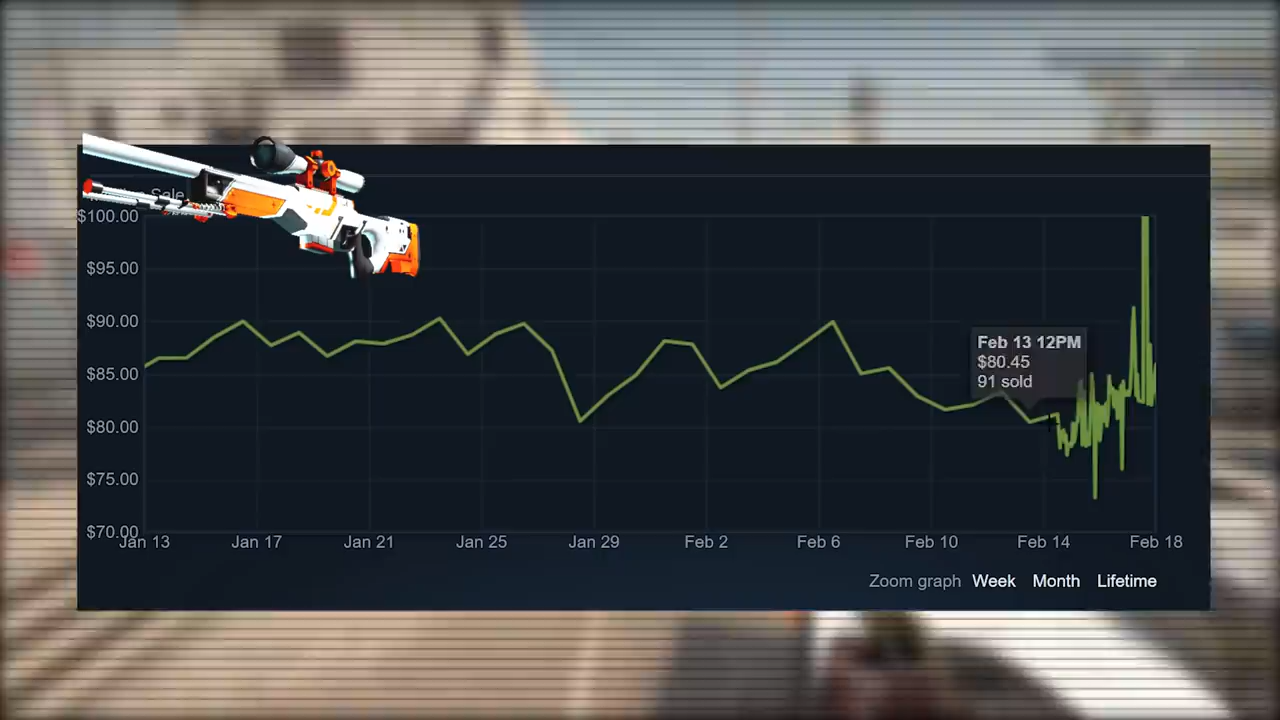 Sale
$100.00
$95.00
$90.00
$85.00
$80.00
$75.00
$70.00
Feb 13 12PM
$80.45
91 sold
Jan 13 Jan 17 Jan 21 Jan 25 Jan 29 Feb 2 Feb 6 Feb 10 Feb 14 Feb 18
Zoom graph Week Month Lifetime